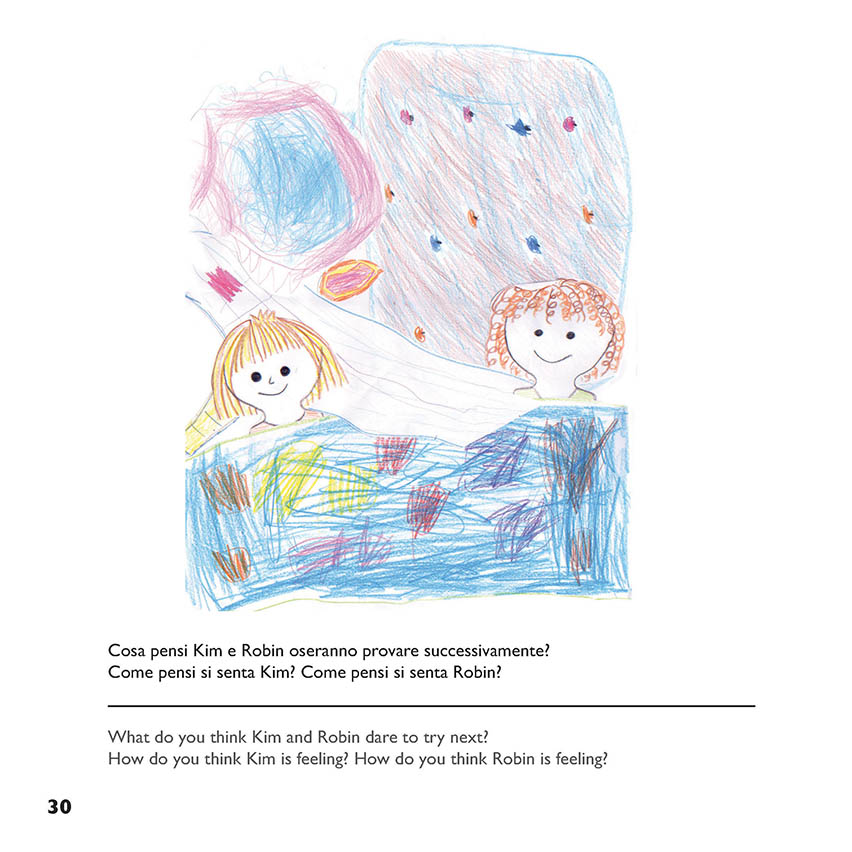 Cosa pensi Kim e Robin oseranno provare successivamente?
Come pensi si senta Kim? Come pensi si senta Robin?
What do you think Kim and Robin dare to try next?
How do you think Kim is feeling? How do you think Robin is feeling?
30